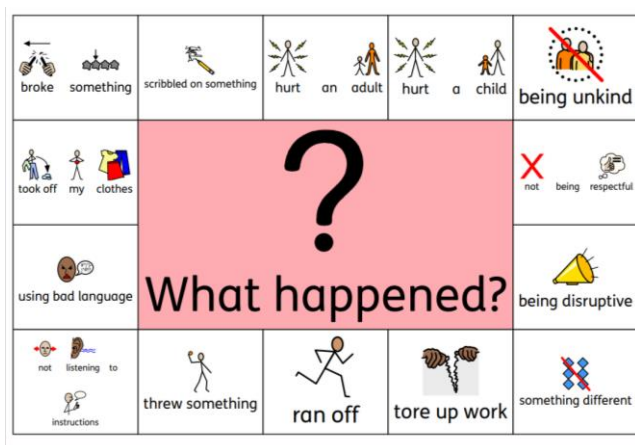 broke something
scribbled on something
hurt an adult
hurt a child
being unkind
took off my clothes
?
What happened?
not being respectful
using bad language
being disruptive
not listening to
instructions
threw something
ran off
tore up work
something different